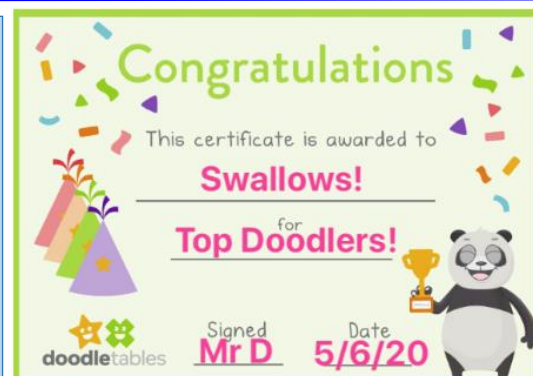 Congratulations
This certificate is awarded to
Swallows!
for
Top Doodlers!
Signed Date
Mr D 5/6/20
doodletables